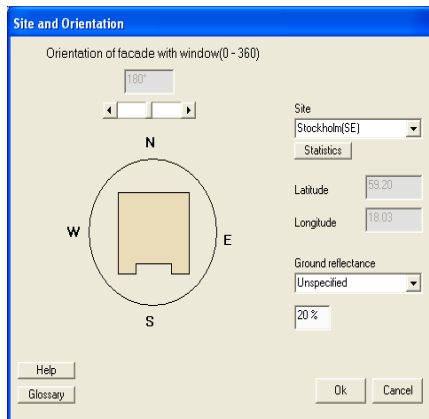 Site and Orientation
Orientation of facade with window(0 - 360)
180°
N
W
E
S
Site
Stockholm(SE)
Statistics
Latitude
59.20
Longitude
18.03
Ground reflectance
Unspecified
20 %
Help
Glossary
Ok
Cancel